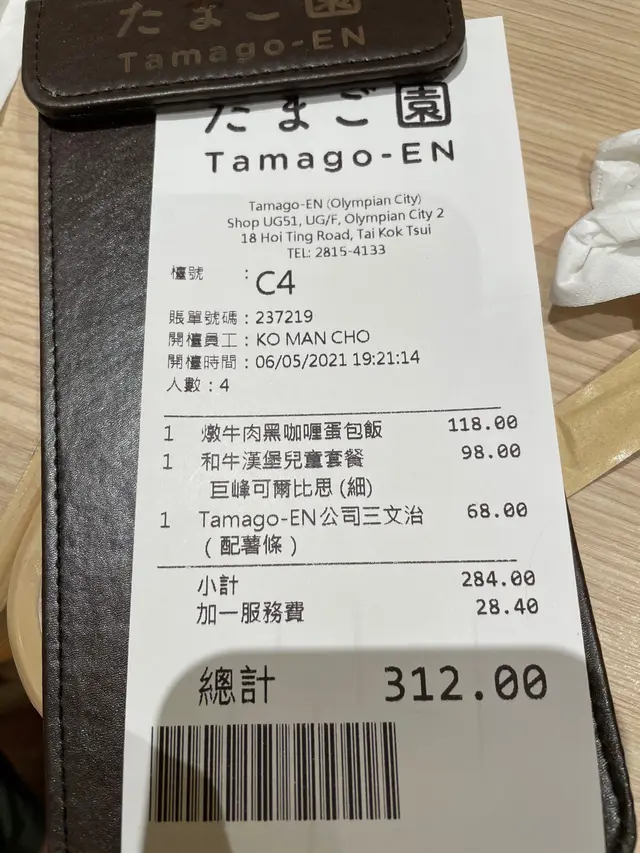 たまご園
Tamago-EN
たまご園
Tamago-EN
Tamago-EN (Olympian City)
Shop UG51, UG/F, Olympian City 2
18 Hoi Ting Road, Tai Kok Tsui
TEL: 2815-4133
檯號 : C4
賬單號碼 : 237219
開檯員工 : KO MAN CHO
開檯時間 : 06/05/2021 19:21:14
人數 : 4
1 燉牛肉黑咖喱蛋包飯 118.00
1 和牛漢堡兒童套餐 98.00
巨峰可爾比思 (細)
1 Tamago-EN公司三文治 68.00
( 配薯條 )
小計 284.00
加一服務費 28.40
總計 312.00